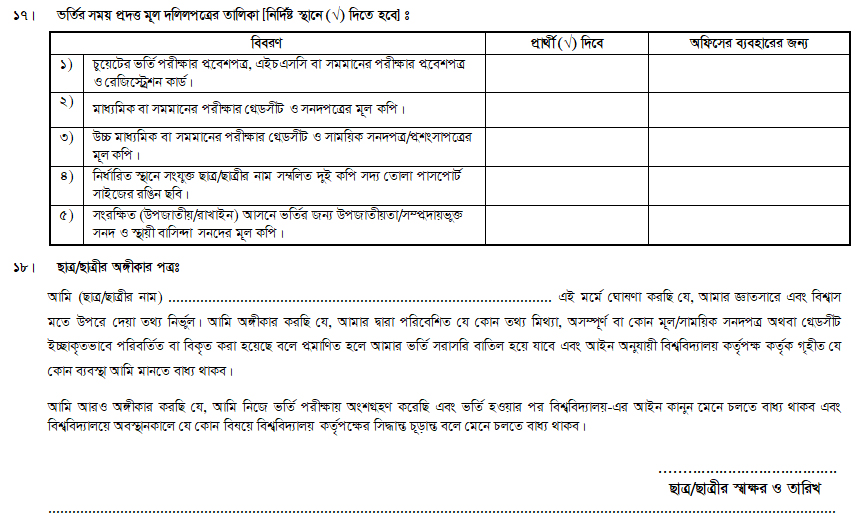 ১৭। ভর্তির সময় প্রদত্ত মূল দলিলপত্রের তালিকা [নির্দিষ্ট স্থানে (√) দিতে হবে] ঃ
বিবরণ প্রার্থী (√) দিবে অফিসের ব্যবহারের জন্য
১) চুয়েটের ভর্তি পরীক্ষার প্রবেশপত্র, এইচএসসি বা সমমানের পরীক্ষার প্রবেশপত্র
ও রেজিস্ট্রেশন কার্ড।
২) মাধ্যমিক বা সমমানের পরীক্ষার গ্রেডসীট ও সনদপত্রের মূল কপি।
৩) উচ্চ মাধ্যমিক বা সমমানের পরীক্ষার গ্রেডসীট ও সাময়িক সনদপত্র/প্রশংসাপত্রের
মূল কপি।
৪) নির্ধারিত স্থানে সংযুক্ত ছাত্র/ছাত্রীর নাম সম্বলিত দুই কপি সদ্য তোলা পাসপোর্ট
সাইজের রঙিন ছবি।
৫) সংরক্ষিত (উপজাতীয়/রাখাইন) আসনে ভর্তির জন্য উপজাতীয়তা/সম্প্রদায়ভুক্ত
সনদ ও স্থায়ী বাসিন্দা সনদের মূল কপি।
১৮। ছাত্র/ছাত্রীর অঙ্গীকার পত্রঃ
আমি (ছাত্র/ছাত্রীর নাম) ........................................................................ এই মর্মে ঘোষণা করছি যে, আমার জ্ঞাতসারে এবং বিশ্বাস
মতে উপরে দেয়া তথ্য নির্ভুল। আমি অঙ্গীকার করছি যে, আমার দ্বারা পরিবেশিত যে কোন তথ্য মিথ্যা, অসম্পূর্ণ বা কোন মূল/সাময়িক সনদপত্র অথবা গ্রেডসীট
ইচ্ছাকৃতভাবে পরিবর্তিত বা বিকৃত করা হয়েছে বলে প্রমাণিত হলে আমার ভর্তি সরাসরি বাতিল হয়ে যাবে এবং আইন অনুযায়ী বিশ্ববিদ্যালয় কর্তৃপক্ষ কর্তৃক গৃহীত যে
কোন ব্যবস্থা আমি মানতে বাধ্য থাকব।
আমি আরও অঙ্গীকার করছি যে, আমি নিজে ভর্তি পরীক্ষায় অংশগ্রহণ করেছি এবং ভর্তি হওয়ার পর বিশ্ববিদ্যালয়-এর আইন কানুন মেনে চলতে বাধ্য থাকব এবং
বিশ্ববিদ্যালয়ে অবস্থানকালে যে কোন বিষয়ে বিশ্ববিদ্যালয় কর্তৃপক্ষের সিদ্ধান্ত চূড়ান্ত বলে মেনে চলতে বাধ্য থাকব।
........................................
ছাত্র/ছাত্রীর স্বাক্ষর ও তারিখ